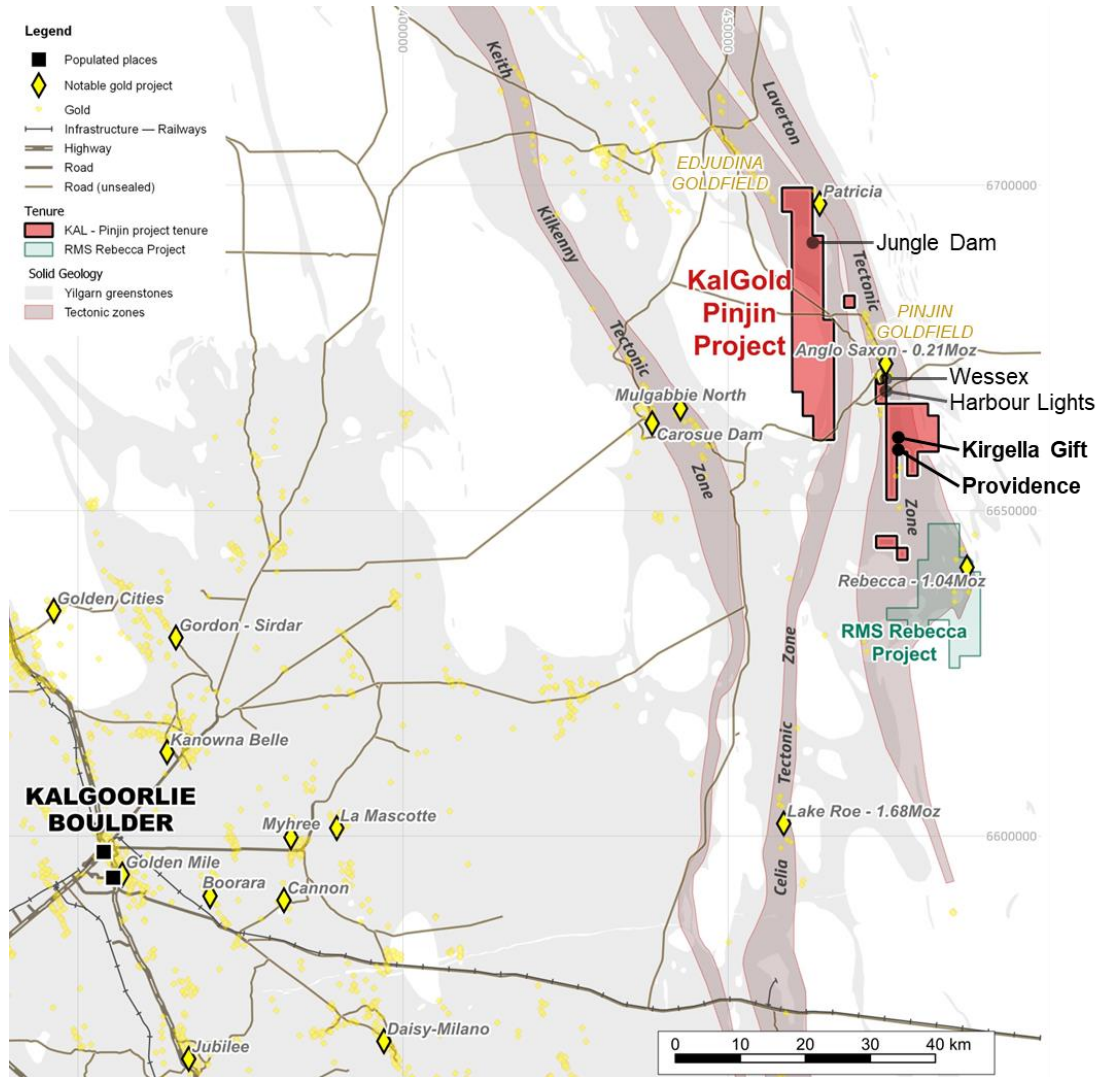 Legend
Populated places
Notable gold project
Gold
Infrastructure — Railways
Highway
Road
Road (unsealed)
Tenure
KAL - Pinjin project tenure
RMS Rebecca Project
Solid Geology
Yilgarn greenstones
Tectonic zones
400000
450000
Keith
Kilkenny
Tectonic
Zone
Laverton
Tectonic
Zone
EDJUDINA
GOLDFIELD
Patricia
6700000
Jungle Dam
KalGold
Pinjin
Project
PINJIN
GOLDFIELD
Anglo Saxon - 0.21Moz
Wessex
Harbour Lights
Mulgabbie North
Carosue Dam
Kirgella Gift
Providence
6650000
Rebecca - 1.04Moz
RMS Rebecca
Project
Golden Cities
Gordon - Sirdar
Kanowna Belle
Zone
Tectonic
Celia
Lake Roe - 1.68Moz
KALGOORLIE
BOULDER
Myhree
La Mascotte
6600000
Golden Mile
Boorara
Cannon
Daisy-Milano
Jubilee
0 10 20 30 40 km